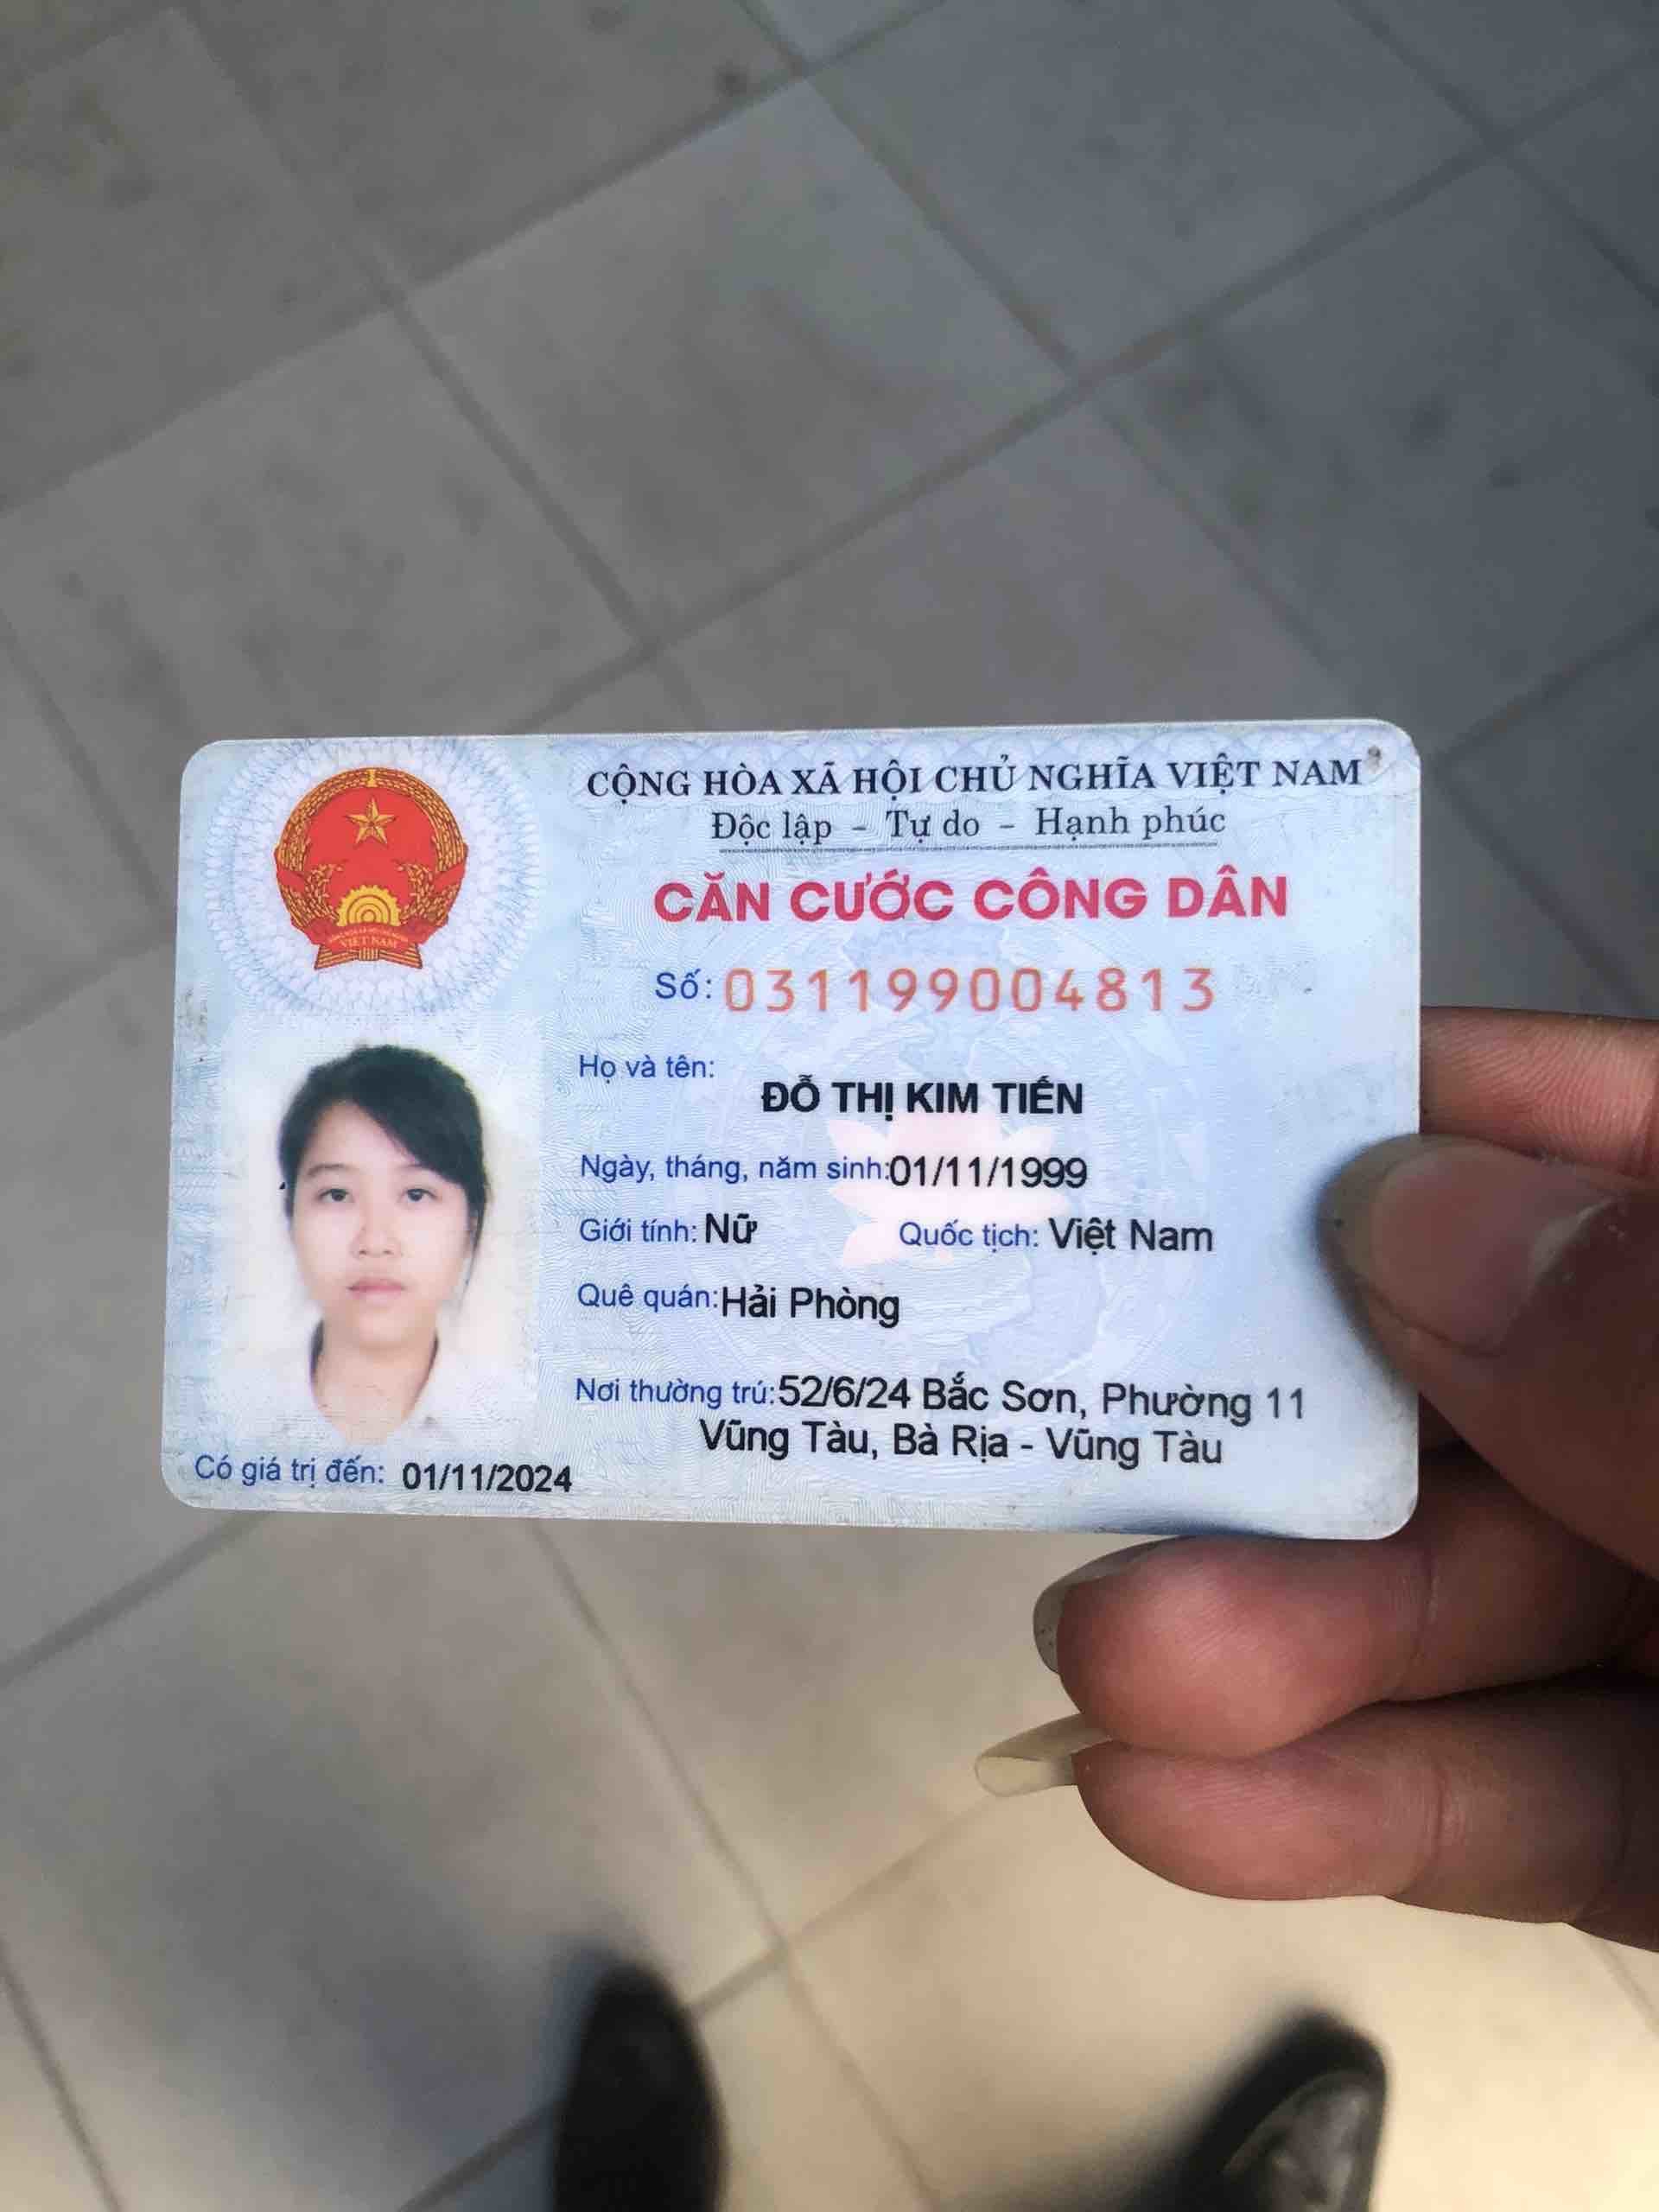 CỘNG HÒA XÃ HỘI CHỦ NGHĨA VIỆT NAM
Độc lập - Tự do - Hạnh phúc
CĂN CƯỚC CÔNG DÂN
Số: 031199004813
Họ và tên:
ĐỖ THỊ KIM TIẾN
Ngày, tháng, năm sinh: 01/11/1999
Giới tính: Nữ Quốc tịch: Việt Nam
Quê quán: Hải Phòng
Nơi thường trú: 52/6/24 Bắc Sơn, Phường 11
Vũng Tàu, Bà Rịa - Vũng Tàu
Có giá trị đến: 01/11/2024
VIỆT NAM